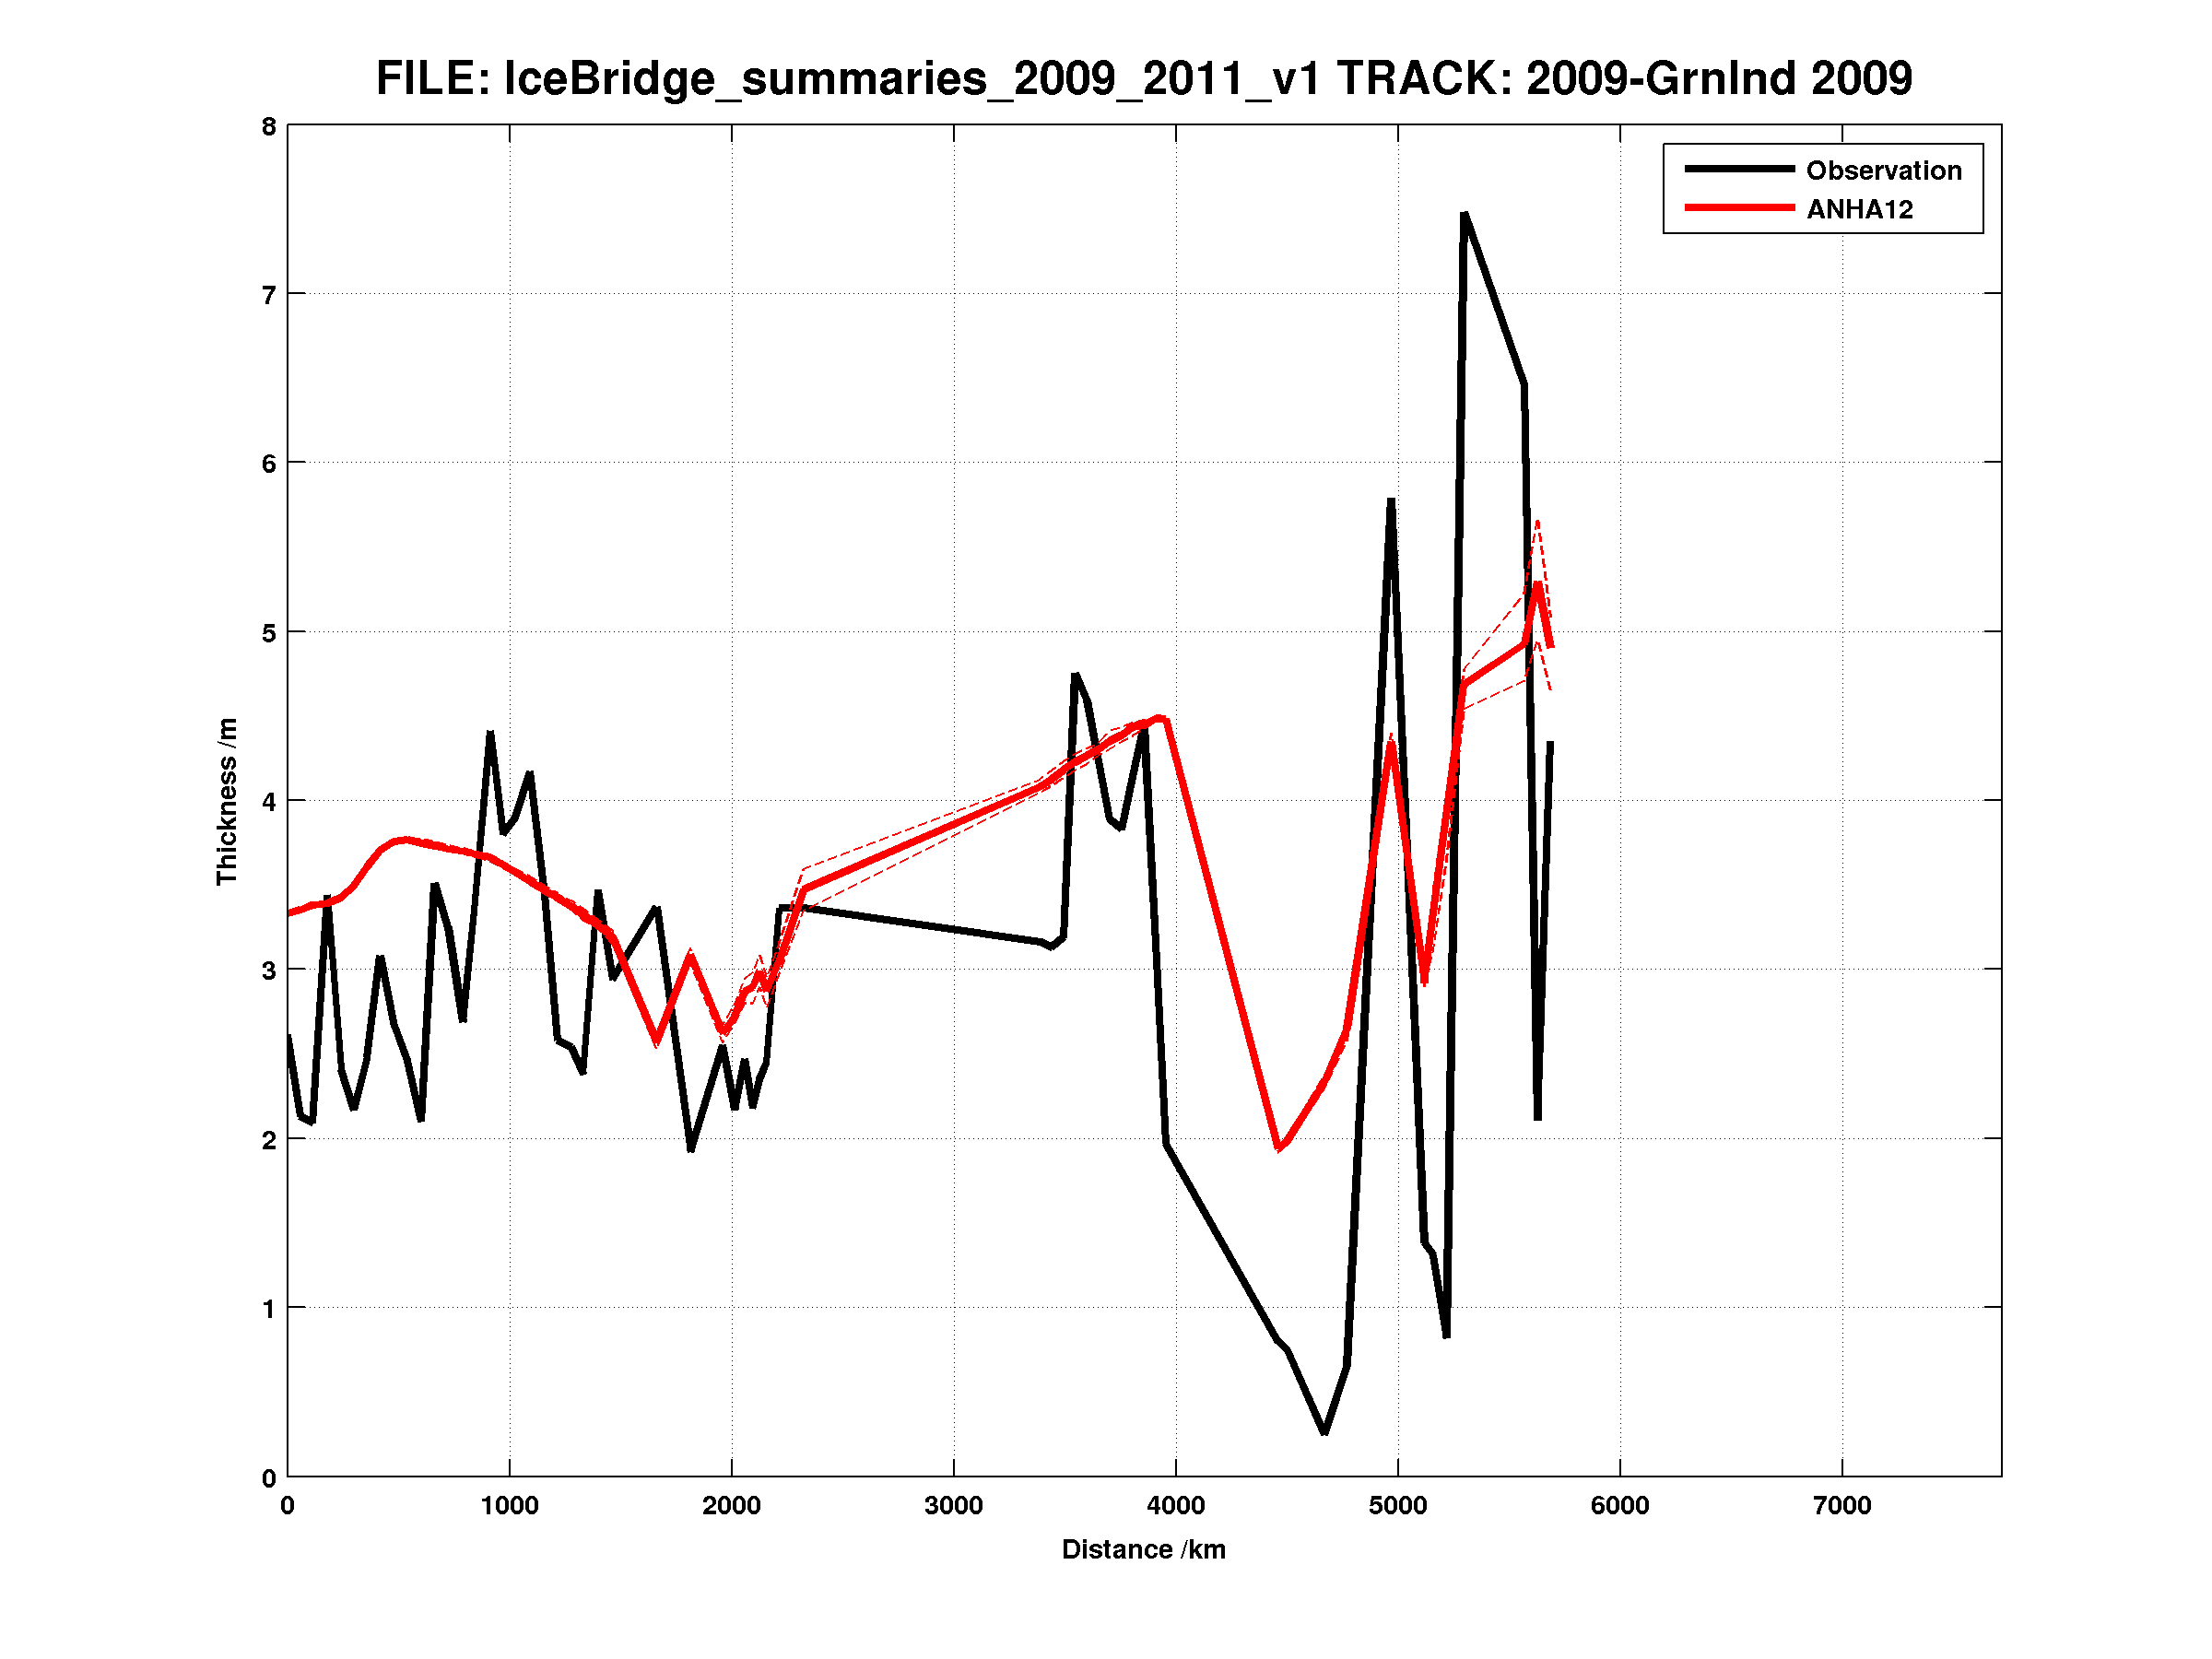 FILE: IceBridge_summaries_2009_2011_v1 TRACK: 2009-Grnlnd 2009
Observation
ANHA12
8
7
6
5
4
3
2
1
0
Thickness /m
0 1000 2000 3000 4000 5000 6000 7000
Distance /km